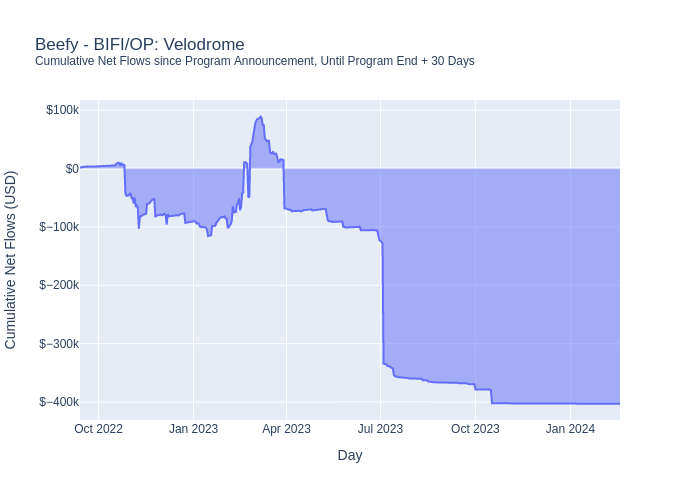 Beefy - BIFI/OP: Velodrome
Cumulative Net Flows since Program Announcement, Until Program End + 30 Days
Cumulative Net Flows (USD)
$100k
$0
$−100k
$−200k
$−300k
$−400k
Oct 2022 Jan 2023 Apr 2023 Jul 2023 Oct 2023 Jan 2024
Day